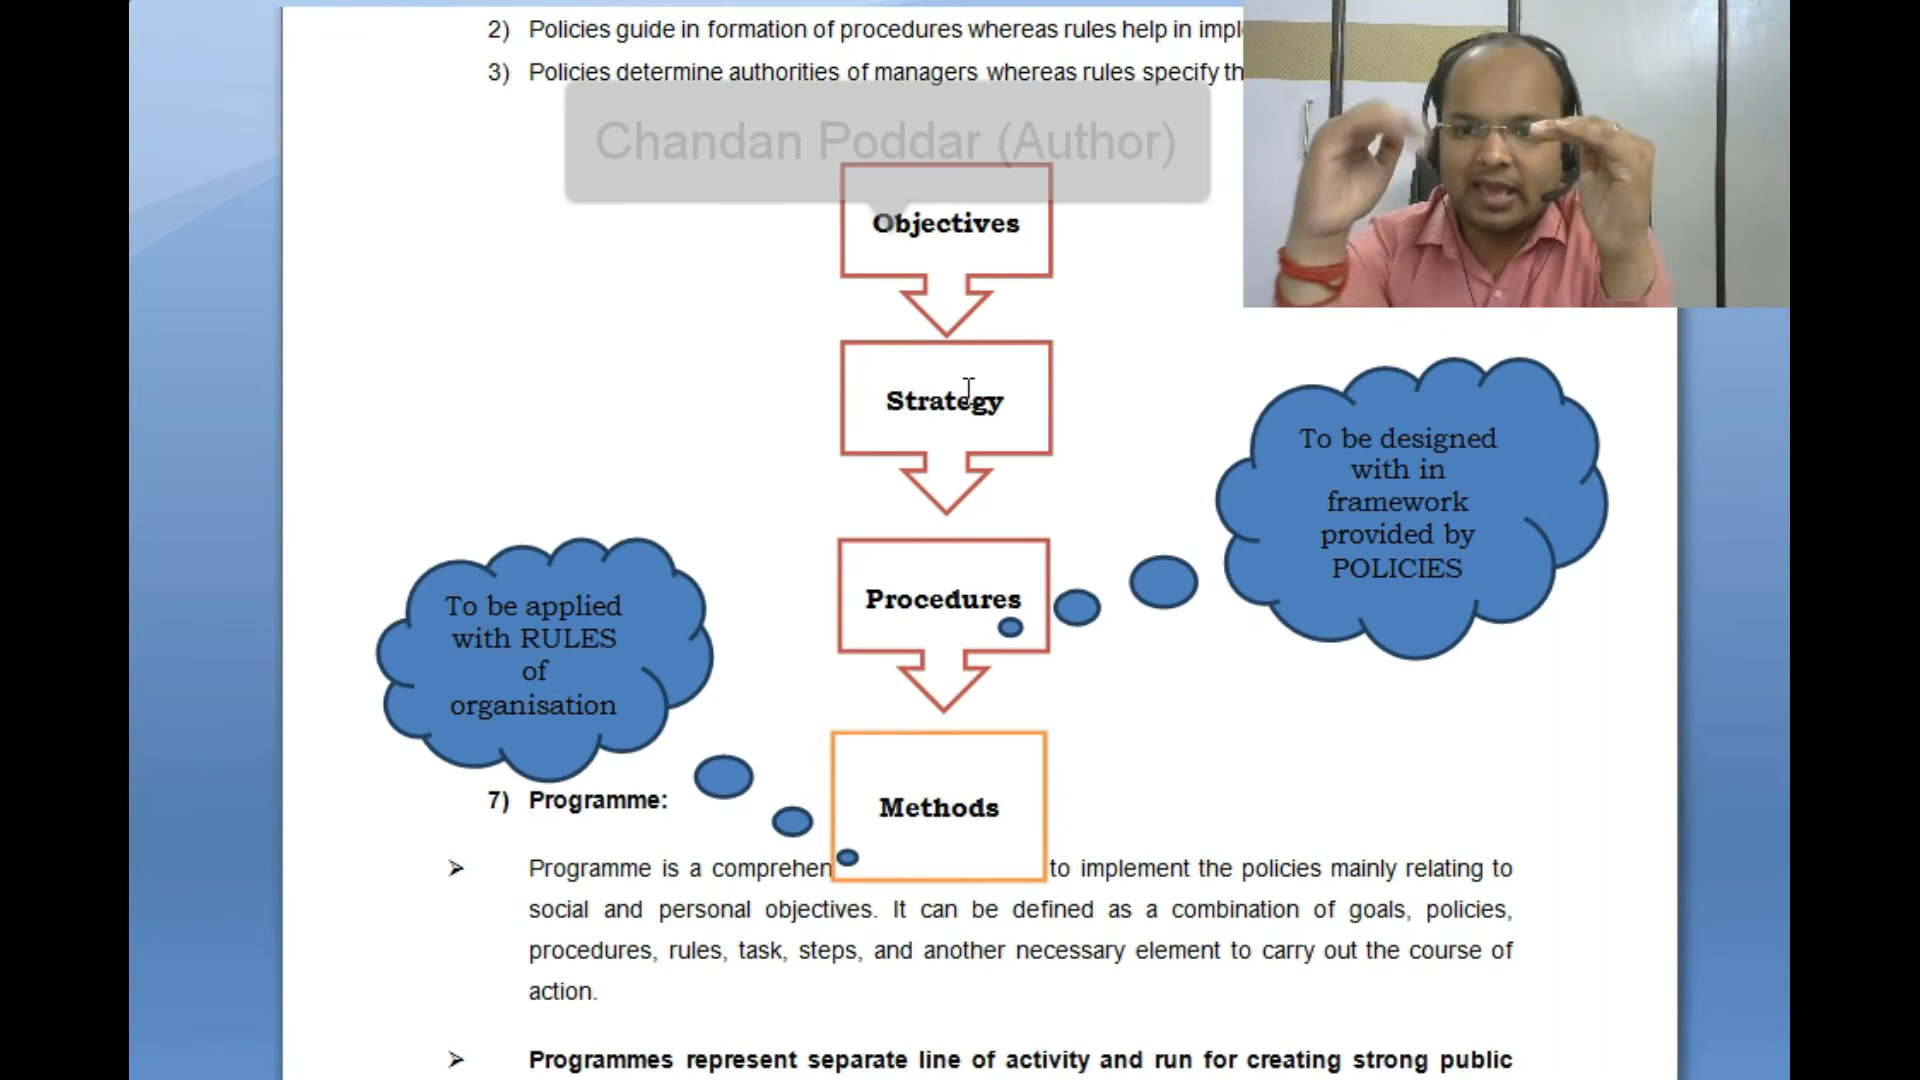 2) Policies guide in formation of procedures whereas rules help in
3) Policies determine authorities of managers whereas rules specify
Chandan Poddar (Author)
Objectives
Strategy
To be designed
with in
framework
provided by
POLICIES
Procedures
To be applied
with RULES
of
organisation
Methods
7) Programme:
➢ Programme is a to implement the policies mainly relating to
social and personal objectives. It can be defined as a combination of goals, policies,
procedures, rules, task, steps, and another necessary element to carry out the course of
action.
➢ Programmes represent separate line of activity and run for creating strong public